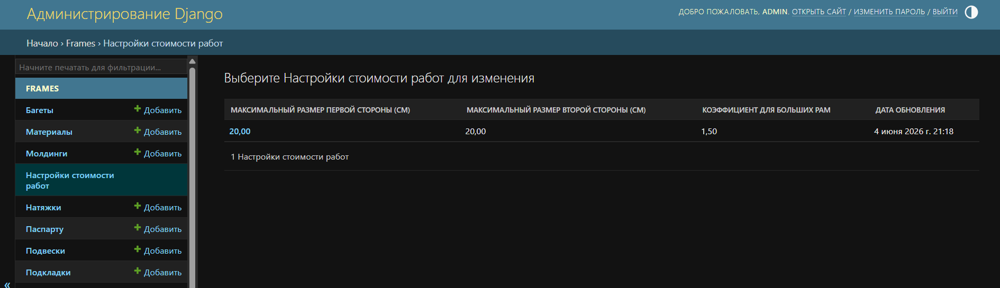 Администрирование Django
ДОБРО ПОЖАЛОВАТЬ, ADMIN. ОТКРЫТЬ САЙТ / ИЗМЕНИТЬ ПАРОЛЬ / ВЫЙТИ
Начало › Frames › Настройки стоимости работ
Начните печатать для фильтрации...
FRAMES
Багеты + Добавить
Материалы + Добавить
Молдинги + Добавить
Настройки стоимости
работ
Натяжки + Добавить
Паспарту + Добавить
Подвески + Добавить
Подкладки + Добавить
«
Выберите Настройки стоимости работ для изменения
МАКСИМАЛЬНЫЙ РАЗМЕР ПЕРВОЙ СТОРОНЫ (СМ) МАКСИМАЛЬНЫЙ РАЗМЕР ВТОРОЙ СТОРОНЫ (СМ) КОЭФФИЦИЕНТ ДЛЯ БОЛЬШИХ РАМ ДАТА ОБНОВЛЕНИЯ
20,00 20,00 1,50 4 июня 2026 г. 21:18
1 Настройки стоимости работ